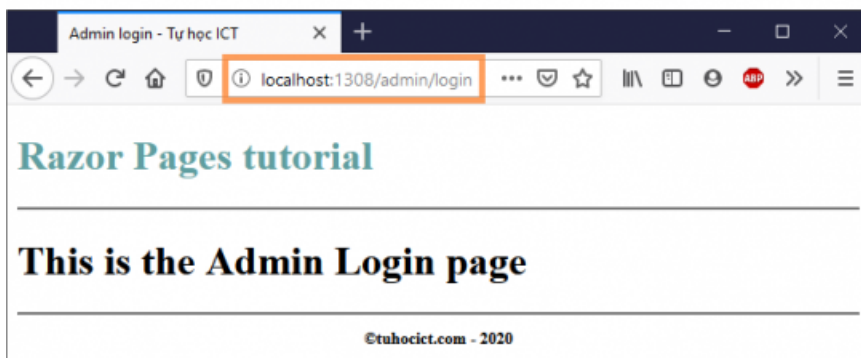 Admin login - Tự học ICT
localhost:1308/admin/login
ABP
Razor Pages tutorial
This is the Admin Login page
©tuhocict.com - 2020